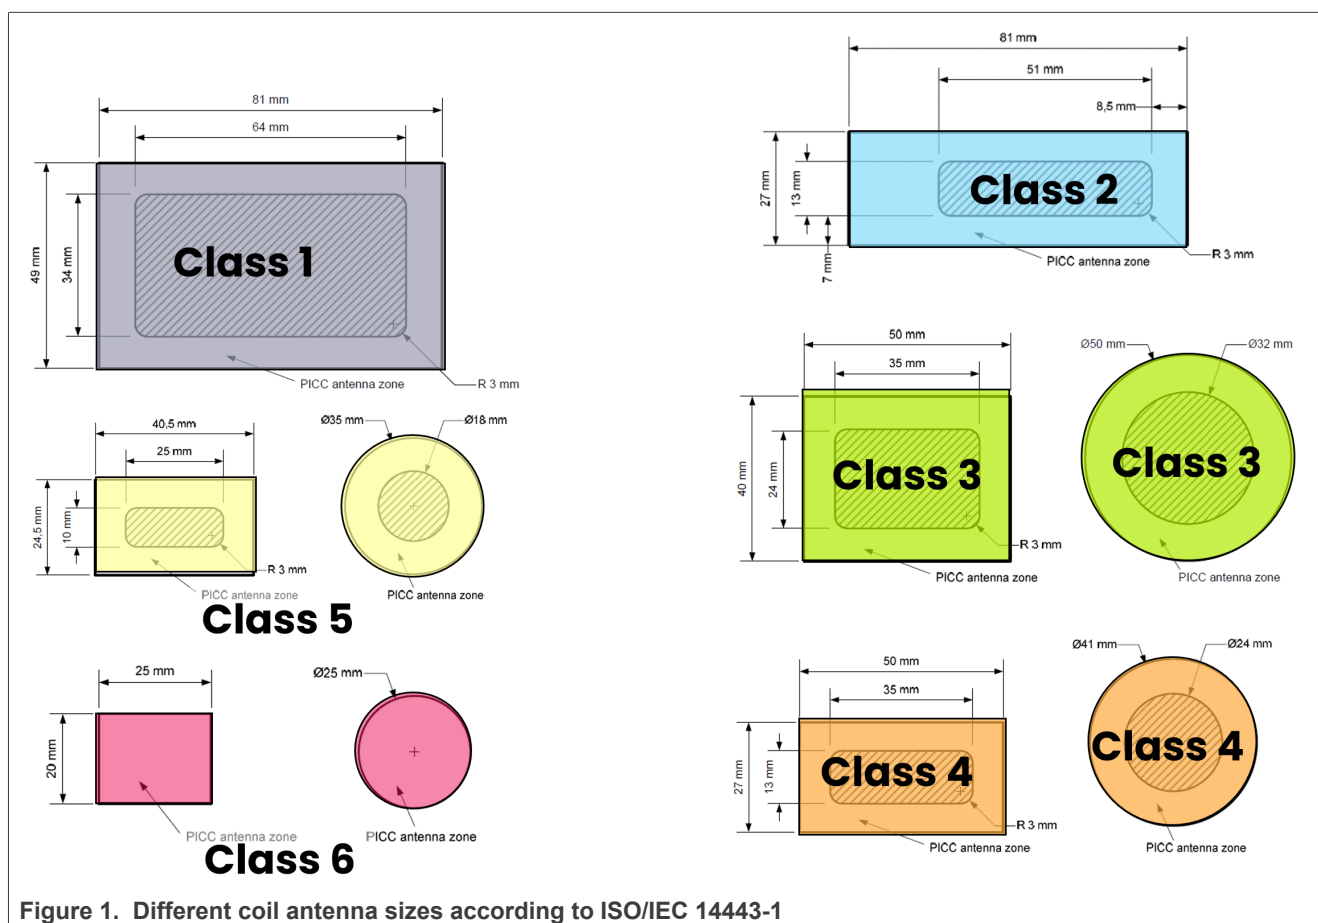 81 mm
64 mm
49 mm
34 mm
Class 1
PICC antenna zone
R 3 mm
81 mm
51 mm
8,5 mm
27 mm
13 mm
7 mm
Class 2
PICC antenna zone
R 3 mm
40,5 mm
25 mm
24,5 mm
10 mm
R 3 mm
PICC antenna zone
Ø35 mm
Ø18 mm
PICC antenna zone
Class 5
50 mm
35 mm
40 mm
24 mm
Class 3
R 3 mm
PICC antenna zone
Ø50 mm
Ø32 mm
Class 3
PICC antenna zone
25 mm
20 mm
PICC antenna zone
Ø25 mm
PICC antenna zone
Class 6
50 mm
35 mm
27 mm
13 mm
Class 4
R 3 mm
PICC antenna zone
Ø41 mm
Ø24 mm
Class 4
PICC antenna zone
Figure 1. Different coil antenna sizes according to ISO/IEC 14443-1